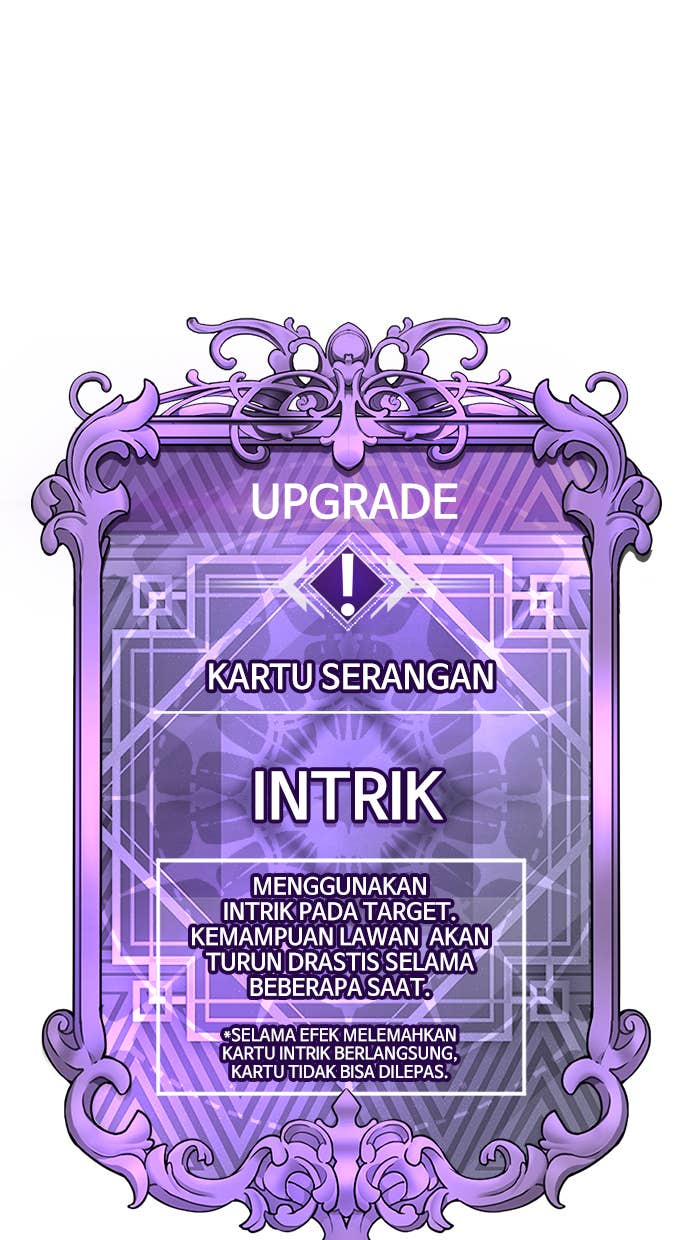 UPGRADE
!
KARTU SERANGAN
INTRIK
MENGGUNAKAN
INTRIK PADA TARGET.
KEMAMPUAN LAWAN AKAN
TURUN DRASTIS SELAMA
BEBERAPA SAAT.
*SELAMA EFEK MELEMAHKAN
KARTU INTRIK BERLANGSUNG,
KARTU TIDAK BISA DILEPAS.